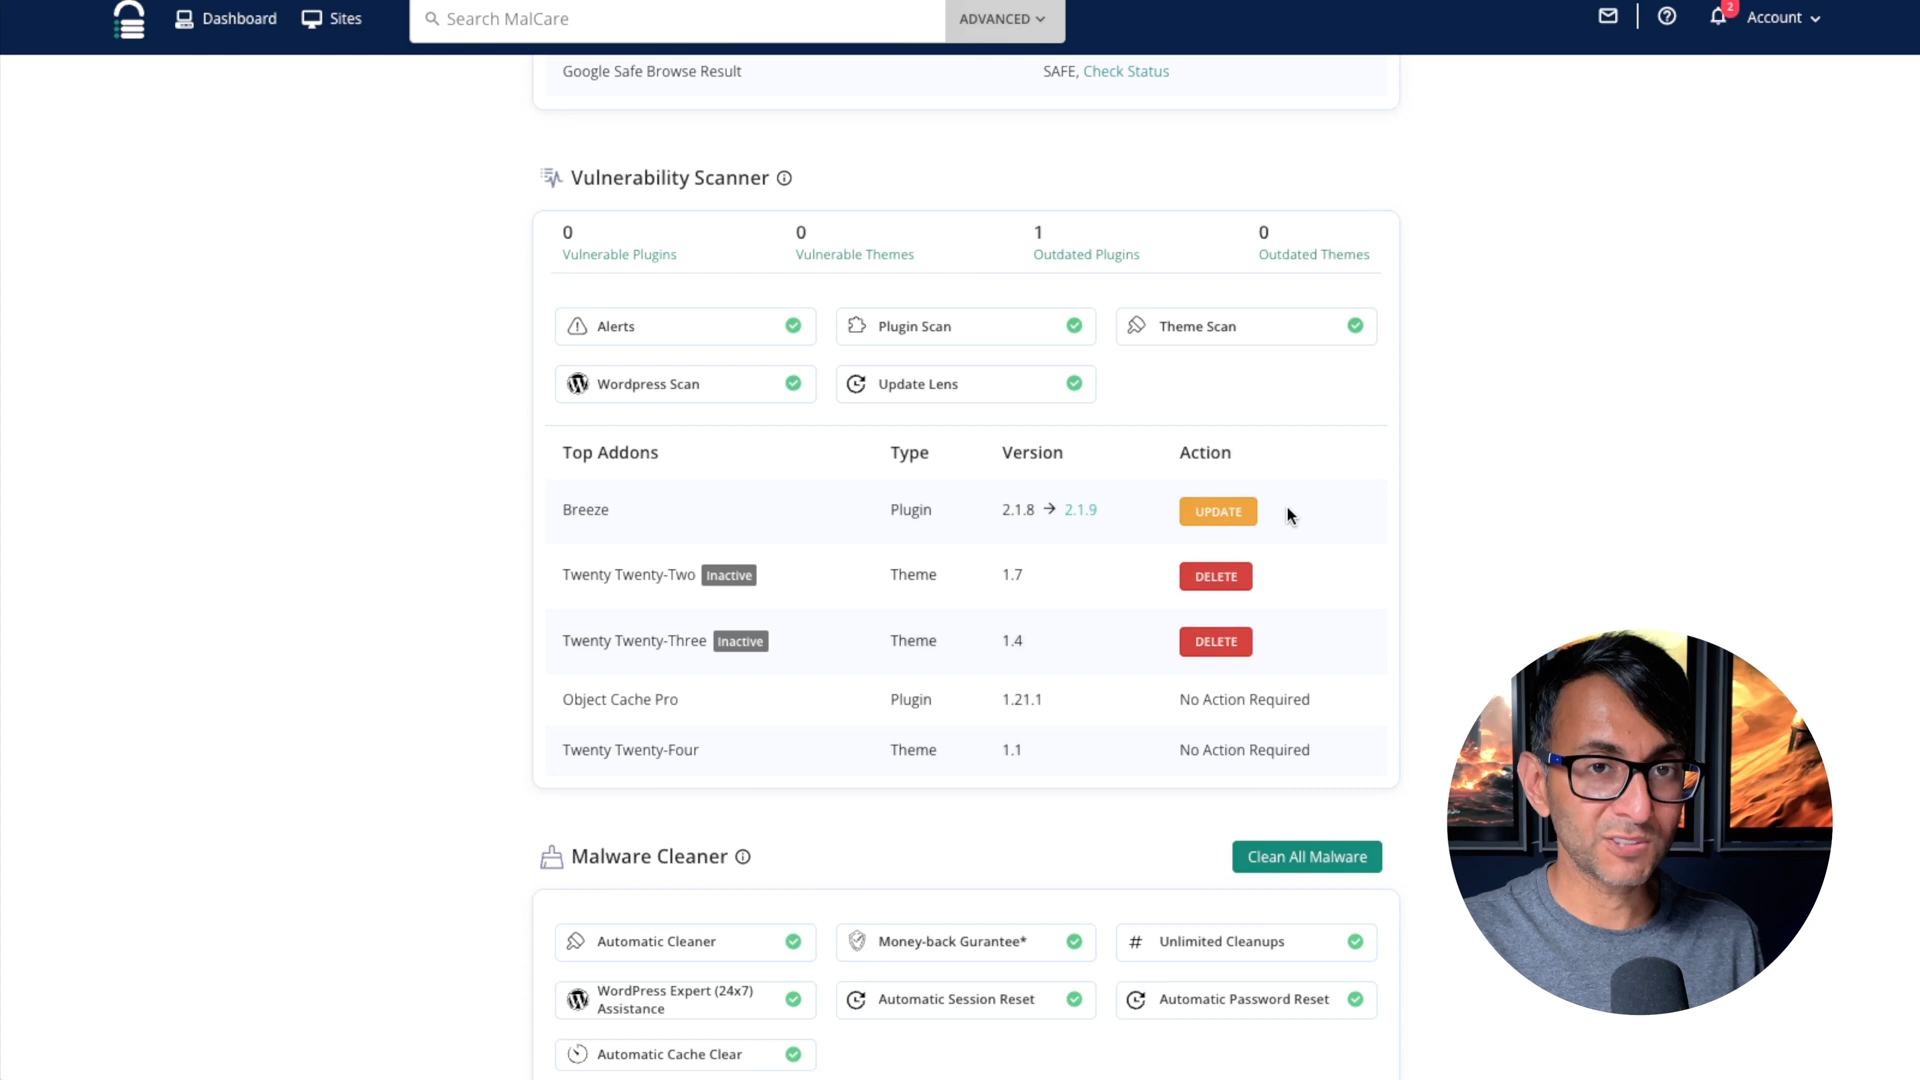 Dashboard Sites Search MalCare ADVANCED 2 Account
Google Safe Browse Result SAFE, Check Status
Vulnerability Scanner
0 0 1 0
Vulnerable Plugins Vulnerable Themes Outdated Plugins Outdated Themes
Alerts Plugin Scan Theme Scan
Wordpress Scan Update Lens
Top Addons Type Version Action
Breeze Plugin 2.1.8 → 2.1.9 UPDATE
Twenty Twenty-Two Inactive Theme 1.7 DELETE
Twenty Twenty-Three Inactive Theme 1.4 DELETE
Object Cache Pro Plugin 1.21.1 No Action Required
Twenty Twenty-Four Theme 1.1 No Action Required
Malware Cleaner Clean All Malware
Automatic Cleaner Money-back Gurantee* # Unlimited Cleanups
WordPress Expert (24x7)
Assistance Automatic Session Reset Automatic Password Reset
Automatic Cache Clear